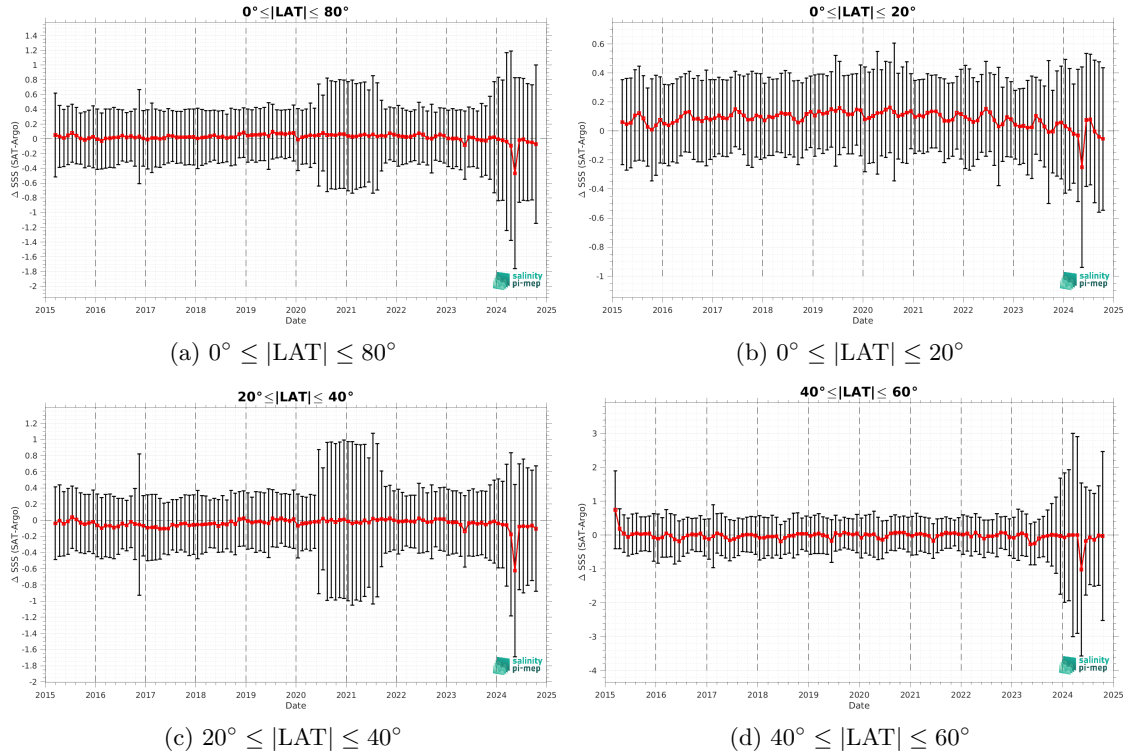 0°≤|LAT|≤ 80°
Δ SSS (SAT-Argo)
1.4
1.2
1
0.8
0.6
0.4
0.2
0
-0.2
-0.4
-0.6
-0.8
-1
-1.2
-1.4
-1.6
-1.8
-2
salinity
pi-mep
2015 2016 2017 2018 2019 2020 2021 2022 2023 2024 2025
Date
(a) 0° ≤ |LAT| ≤ 80°
0°≤|LAT|≤ 20°
Δ SSS (SAT-Argo)
0.6
0.4
0.2
0
-0.2
-0.4
-0.6
-0.8
-1
salinity
pi-mep
2015 2016 2017 2018 2019 2020 2021 2022 2023 2024 2025
Date
(b) 0° ≤ |LAT| ≤ 20°
20°≤|LAT|≤ 40°
Δ SSS (SAT-Argo)
1.4
1.2
1
0.8
0.6
0.4
0.2
0
-0.2
-0.4
-0.6
-0.8
-1
-1.2
-1.4
-1.6
-1.8
-2
salinity
pi-mep
2015 2016 2017 2018 2019 2020 2021 2022 2023 2024 2025
Date
(c) 20° ≤ |LAT| ≤ 40°
40°≤|LAT|≤ 60°
Δ SSS (SAT-Argo)
3
2
1
0
-1
-2
-3
-4
salinity
pi-mep
2015 2016 2017 2018 2019 2020 2021 2022 2023 2024 2025
Date
(d) 40° ≤ |LAT| ≤ 60°